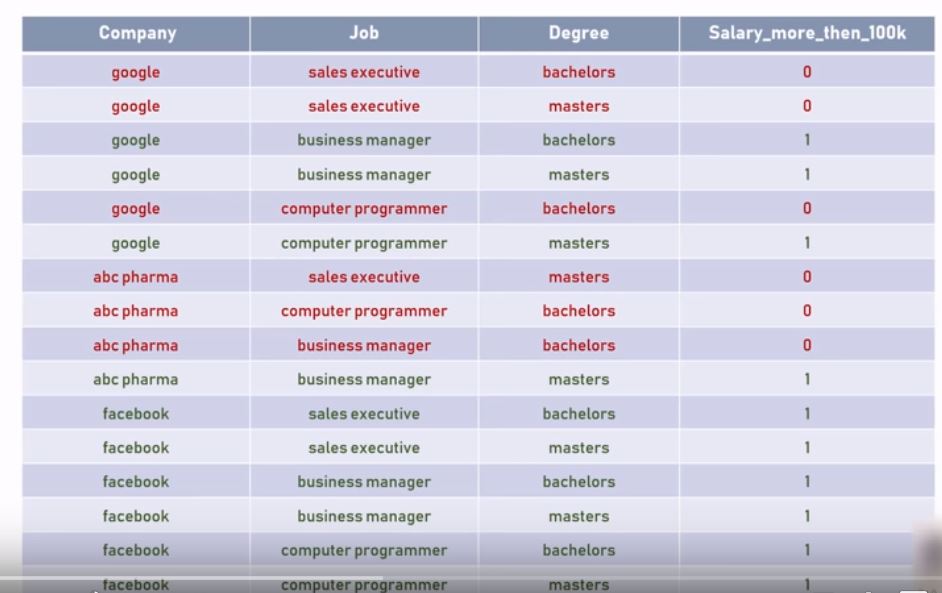 Company Job Degree Salary_more_then_100k
google sales executive bachelors 0
google sales executive masters 0
google business manager bachelors 1
google business manager masters 1
google computer programmer bachelors 0
google computer programmer masters 1
abc pharma sales executive masters 0
abc pharma computer programmer bachelors 0
abc pharma business manager bachelors 0
abc pharma business manager masters 1
facebook sales executive bachelors 1
facebook sales executive masters 1
facebook business manager bachelors 1
facebook business manager masters 1
facebook computer programmer bachelors 1
facebook computer programmer masters 1